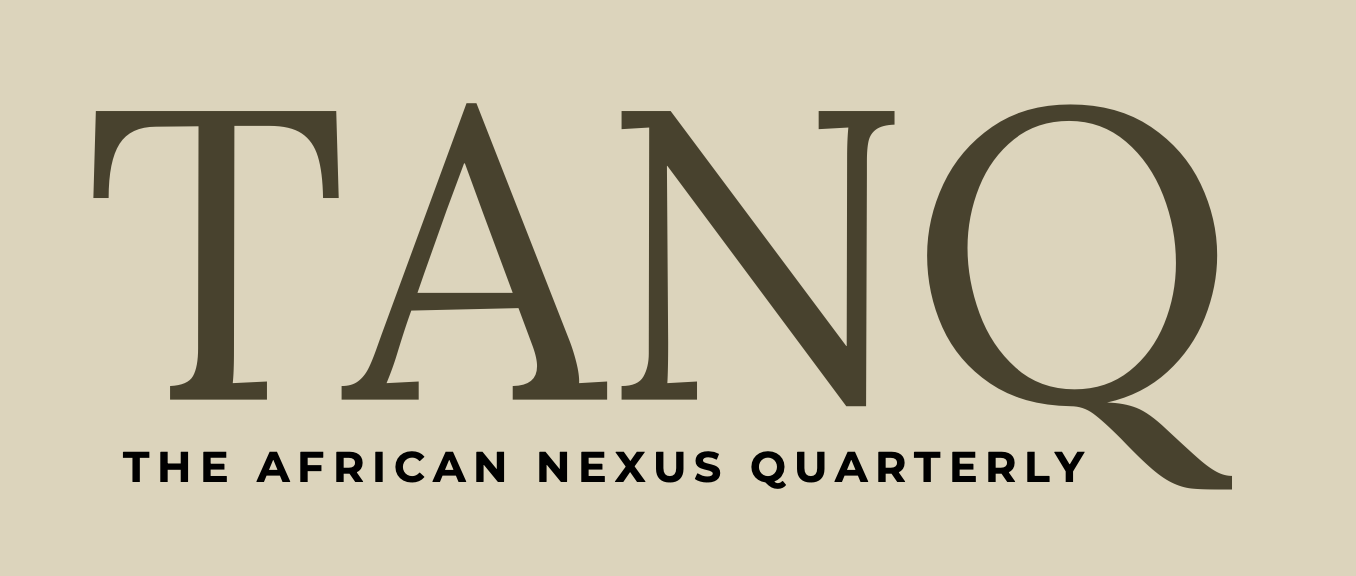 TANQ
THE AFRICAN NEXUS QUARTERLY